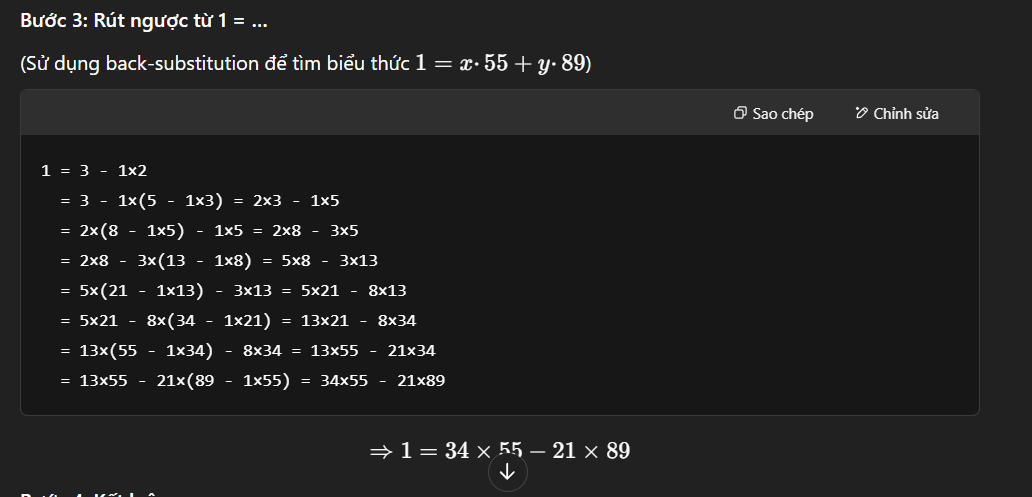 Bước 3: Rút ngược từ 1 = ...
(Sử dụng back-substitution để tìm biểu thức 1 = x· 55 + y· 89)
Sao chép Chỉnh sửa
1 = 3 - 1×2
= 3 - 1×(5 - 1×3) = 2×3 - 1×5
= 2×(8 - 1×5) - 1×5 = 2×8 - 3×5
= 2×8 - 3×(13 - 1×8) = 5×8 - 3×13
= 5×(21 - 1×13) - 3×13 = 5×21 - 8×13
= 5×21 - 8×(34 - 1×21) = 13×21 - 8×34
= 13×(55 - 1×34) - 8×34 = 13×55 - 21×34
= 13×55 - 21×(89 - 1×55) = 34×55 - 21×89
⇒ 1 = 34 × 55 − 21 × 89